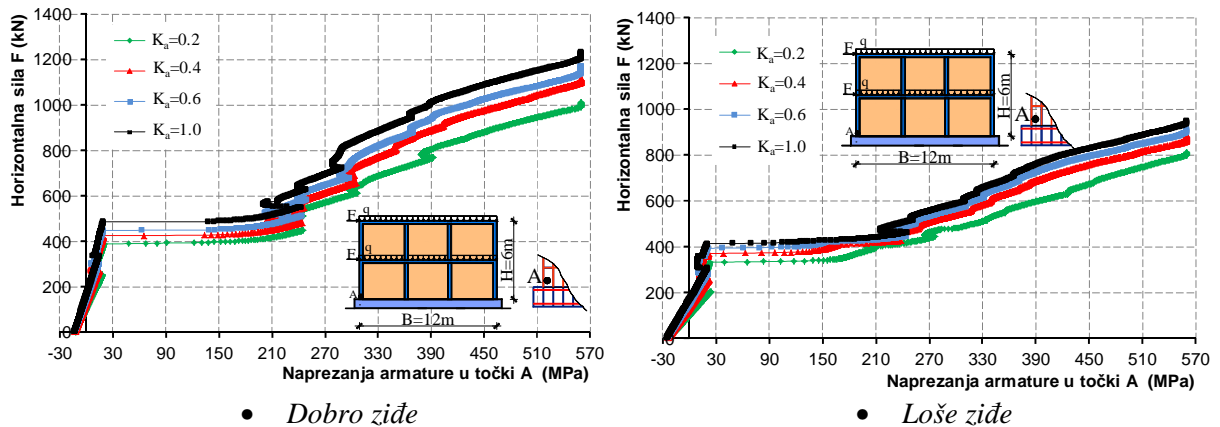 Horizontalna sila F (kN)
1400
1200
1000
800
600
400
200
0
-30 30 90 150 210 270 330 390 450 510 570
Naprezanja armature u točki A (MPa)
Ka=0.2
Ka=0.4
Ka=0.6
Ka=1.0
F q
F q
A
H=6m
B=12m
A
• Dobro ziđe
Horizontalna sila F (kN)
1400
1200
1000
800
600
400
200
0
-30 30 90 150 210 270 330 390 450 510 570
Naprezanja armature u točki A (MPa)
Ka=0.2
Ka=0.4
Ka=0.6
Ka=1.0
F q
F q
A
H=6m
B=12m
A
• Loše ziđe